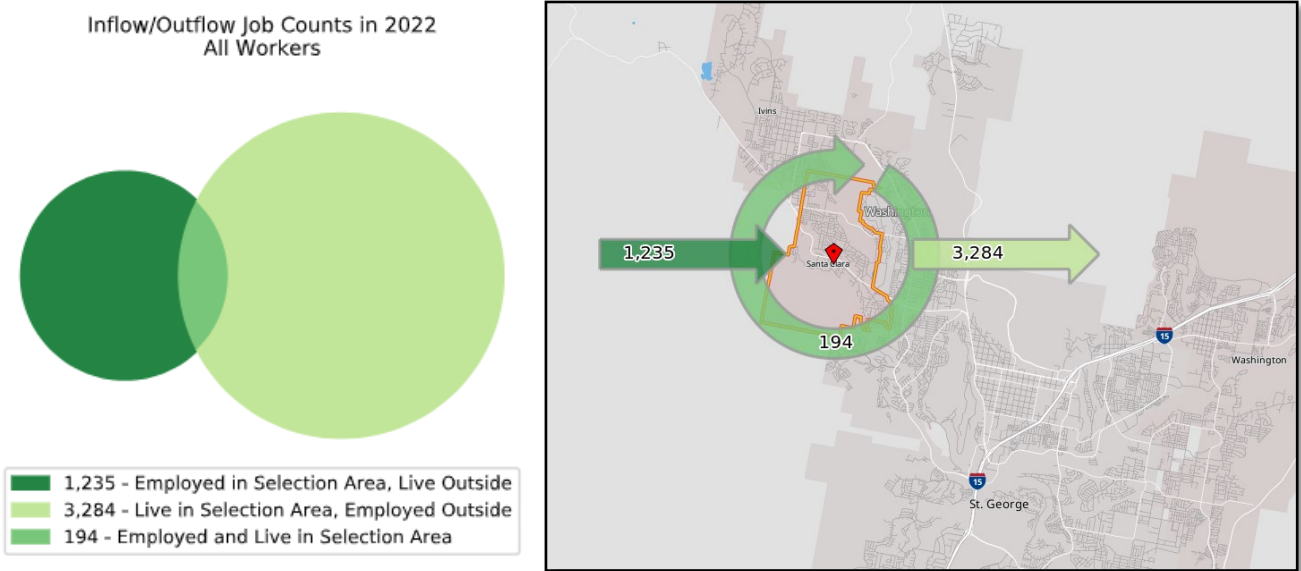 Inflow/Outflow Job Counts in 2022
All Workers
1,235 - Employed in Selection Area, Live Outside
3,284 - Live in Selection Area, Employed Outside
194 - Employed and Live in Selection Area
Ivins
Washington
1,235
3,284
Santa Clara
194
15
Washington
15
St. George